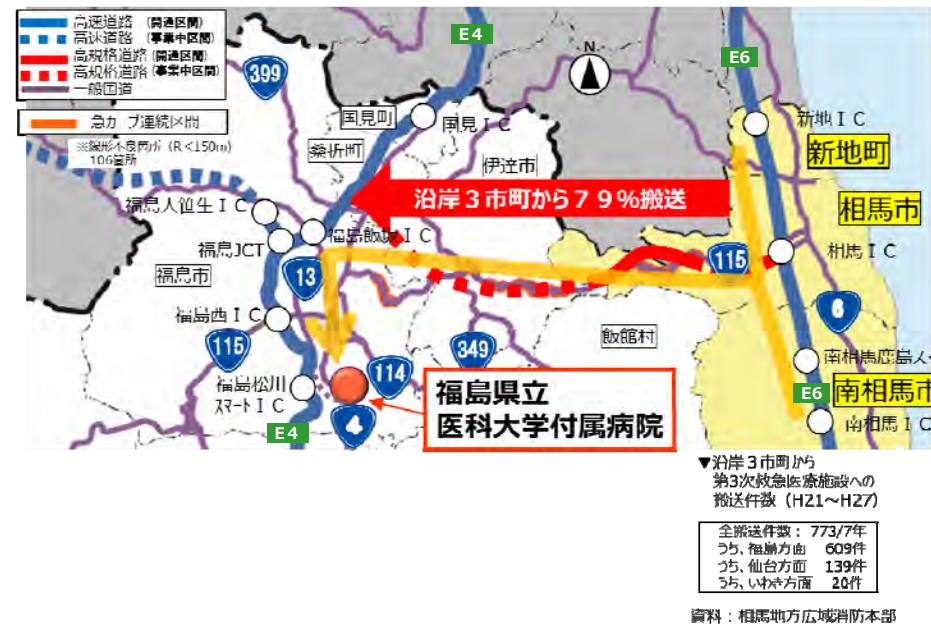 高速道路 (開通区間)
高速道路 (事業中区間)
高規格道路 (開通区間)
高規格道路 (事業中区間)
一般国道
急カーブ連続区間
※線形不良箇所 (R<150m)
106箇所
E4
E6
N
399
国見町
国見IC
桑折町
伊達市
新地IC
新地町
沿岸3市町から79%搬送
相馬市
福島大笹生IC
福島飯坂IC
福島JCT
相馬IC
115
福島市
13
6
福島西IC
115
飯館村
349
南相馬鹿島
114
福島松川
スマートIC
福島県立
医科大学付属病院
E6
南相馬市
4
E4
南相馬IC
▼沿岸3市町から
第3次救急医療施設への
搬送件数 (H21~H27)
全搬送件数: 773/7年
うち、福島方面 609件
うち、仙台方面 139件
うち、いわき方面 20件
資料:相馬地方広域消防本部